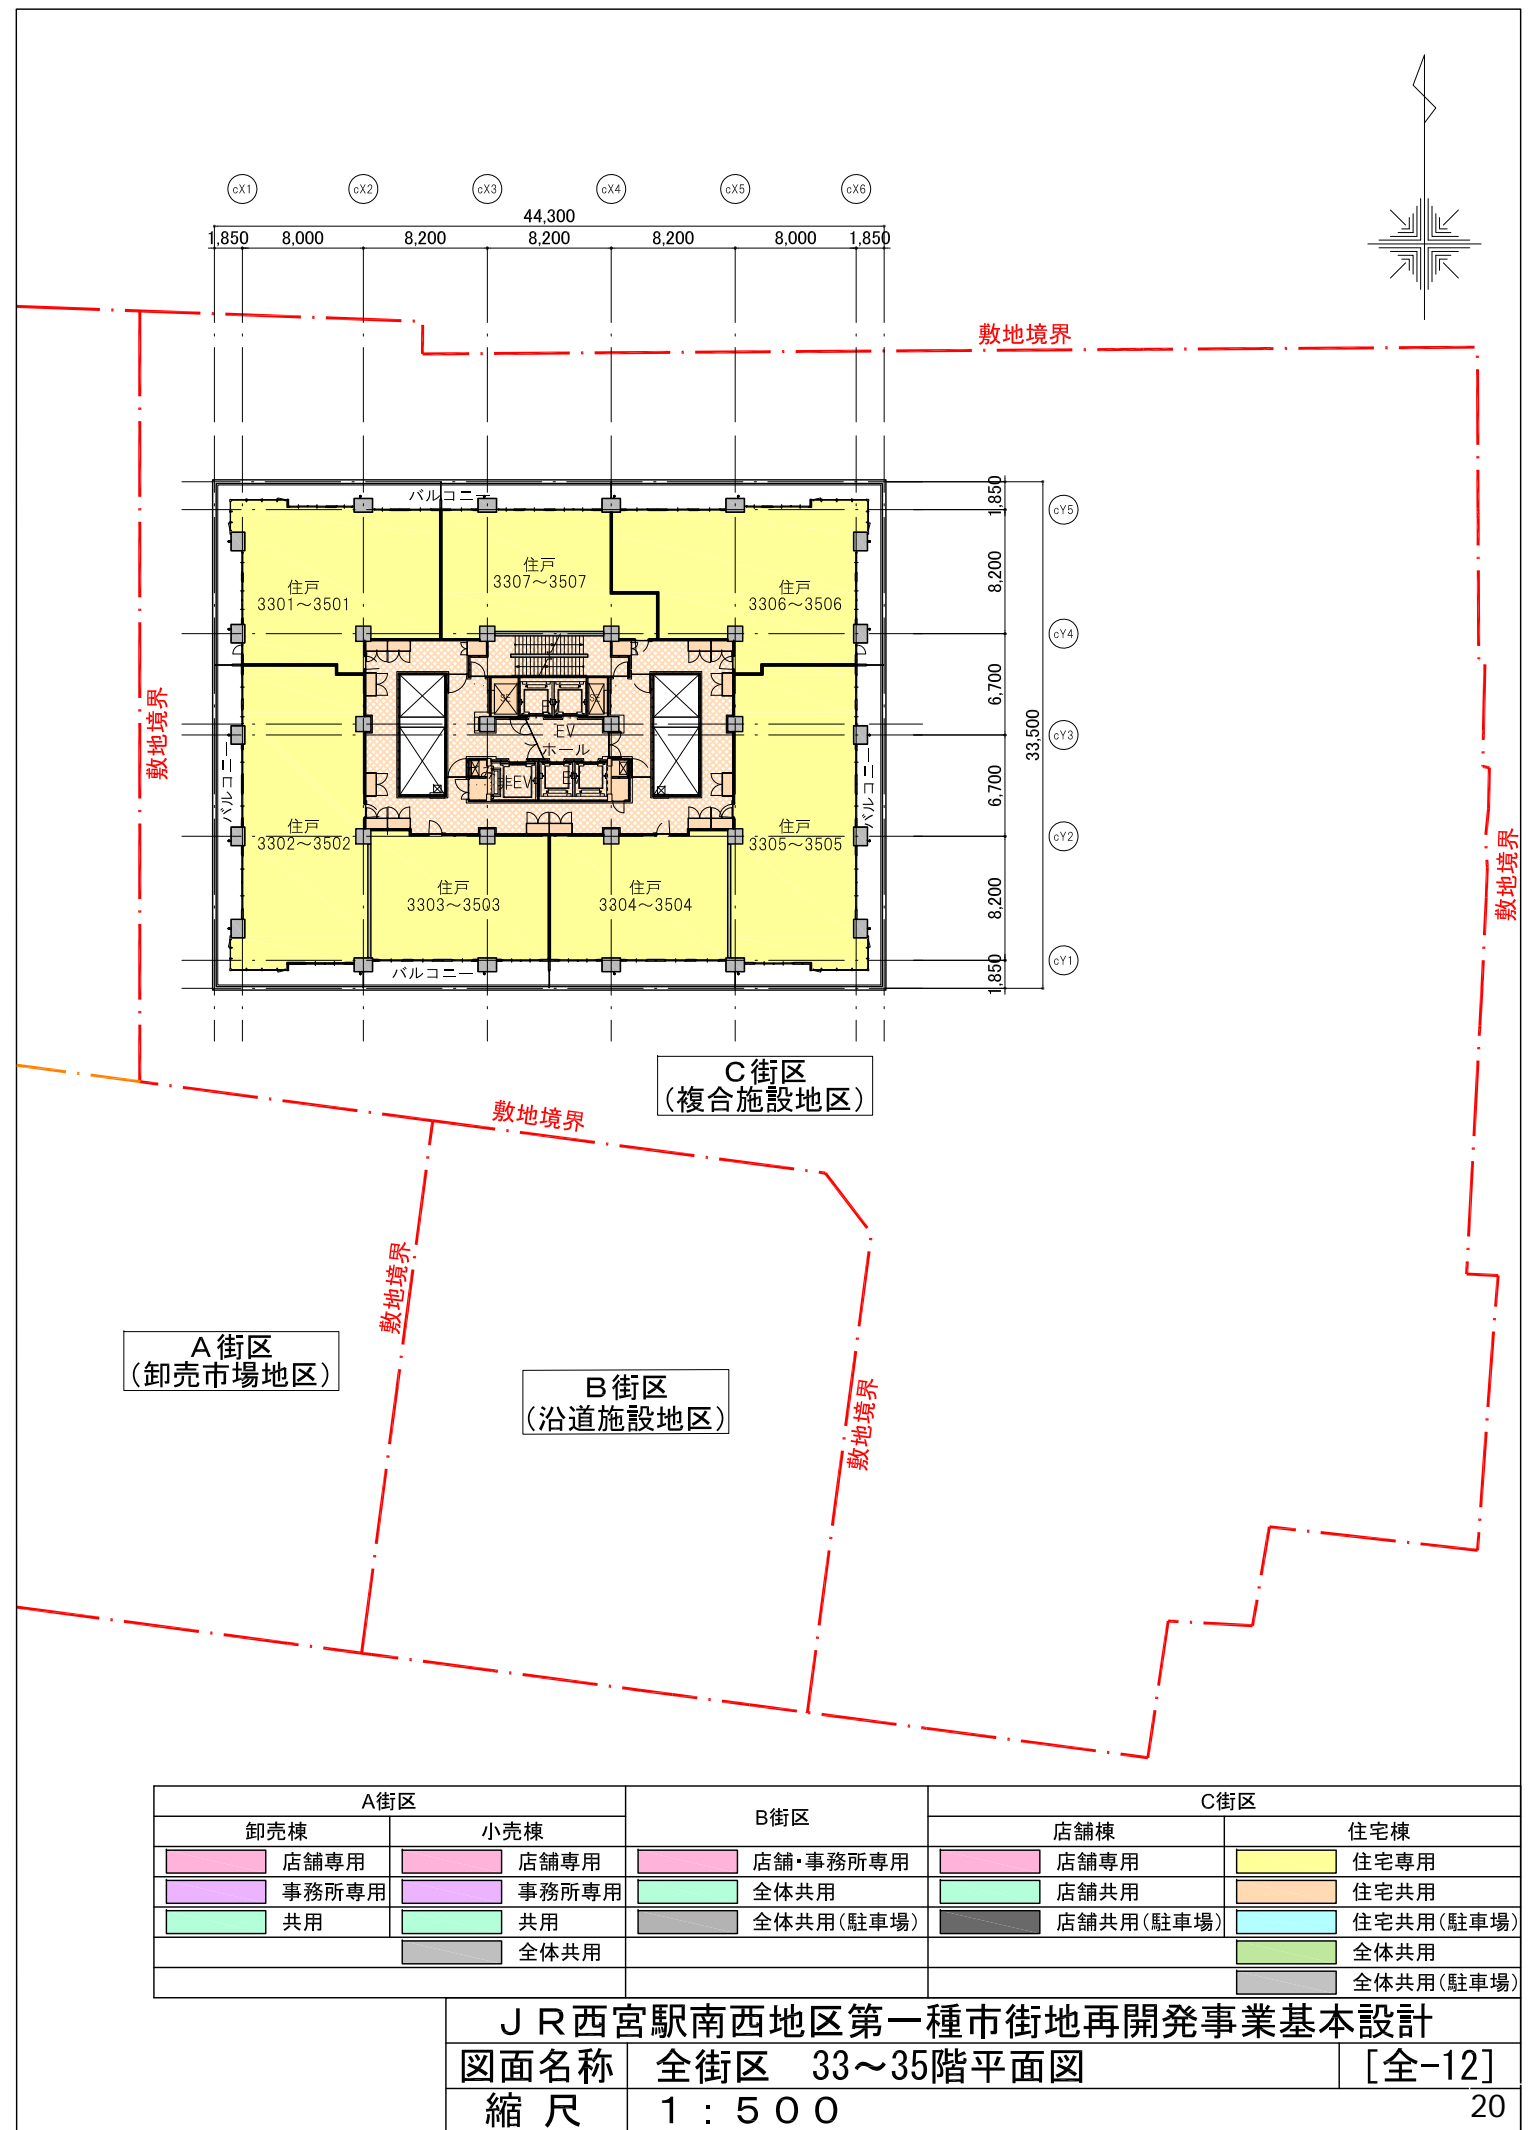 cX1 cX2 cX3 cX4 cX5 cX6
44,300
1,850 8,000 8,200 8,200 8,200 8,000 1,850
敷地境界
バルコニー
1,850
cY5
住戸
3307～3507
住戸
3301～3501
住戸
3306～3506
8,200
cY4
6,700
敷地境界
EV
ホール
cY3
33,500
バルコニー
バルコニー
非EV
6,700
住戸
3302～3502
住戸
3305～3505
cY2
敷地境界
住戸
3303～3503
住戸
3304～3504
8,200
バルコニー
cY1
1,850
C街区
(複合施設地区)
敷地境界
敷地境界
A街区
(卸売市場地区)
B街区
(沿道施設地区)
敷地境界
A街区 B街区 C街区
卸売棟 小売棟 店舗棟 住宅棟
店舗専用 店舗専用 店舗・事務所専用 店舗専用 住宅専用
事務所専用 事務所専用 全体共用 店舗共用 住宅共用
共用 共用 全体共用(駐車場) 店舗共用(駐車場) 住宅共用(駐車場)
全体共用 全体共用
全体共用(駐車場)
ＪＲ西宮駅南西地区第一種市街地再開発事業基本設計
図面名称 全街区 33～35階平面図 [全-12]
縮尺 1：500
20